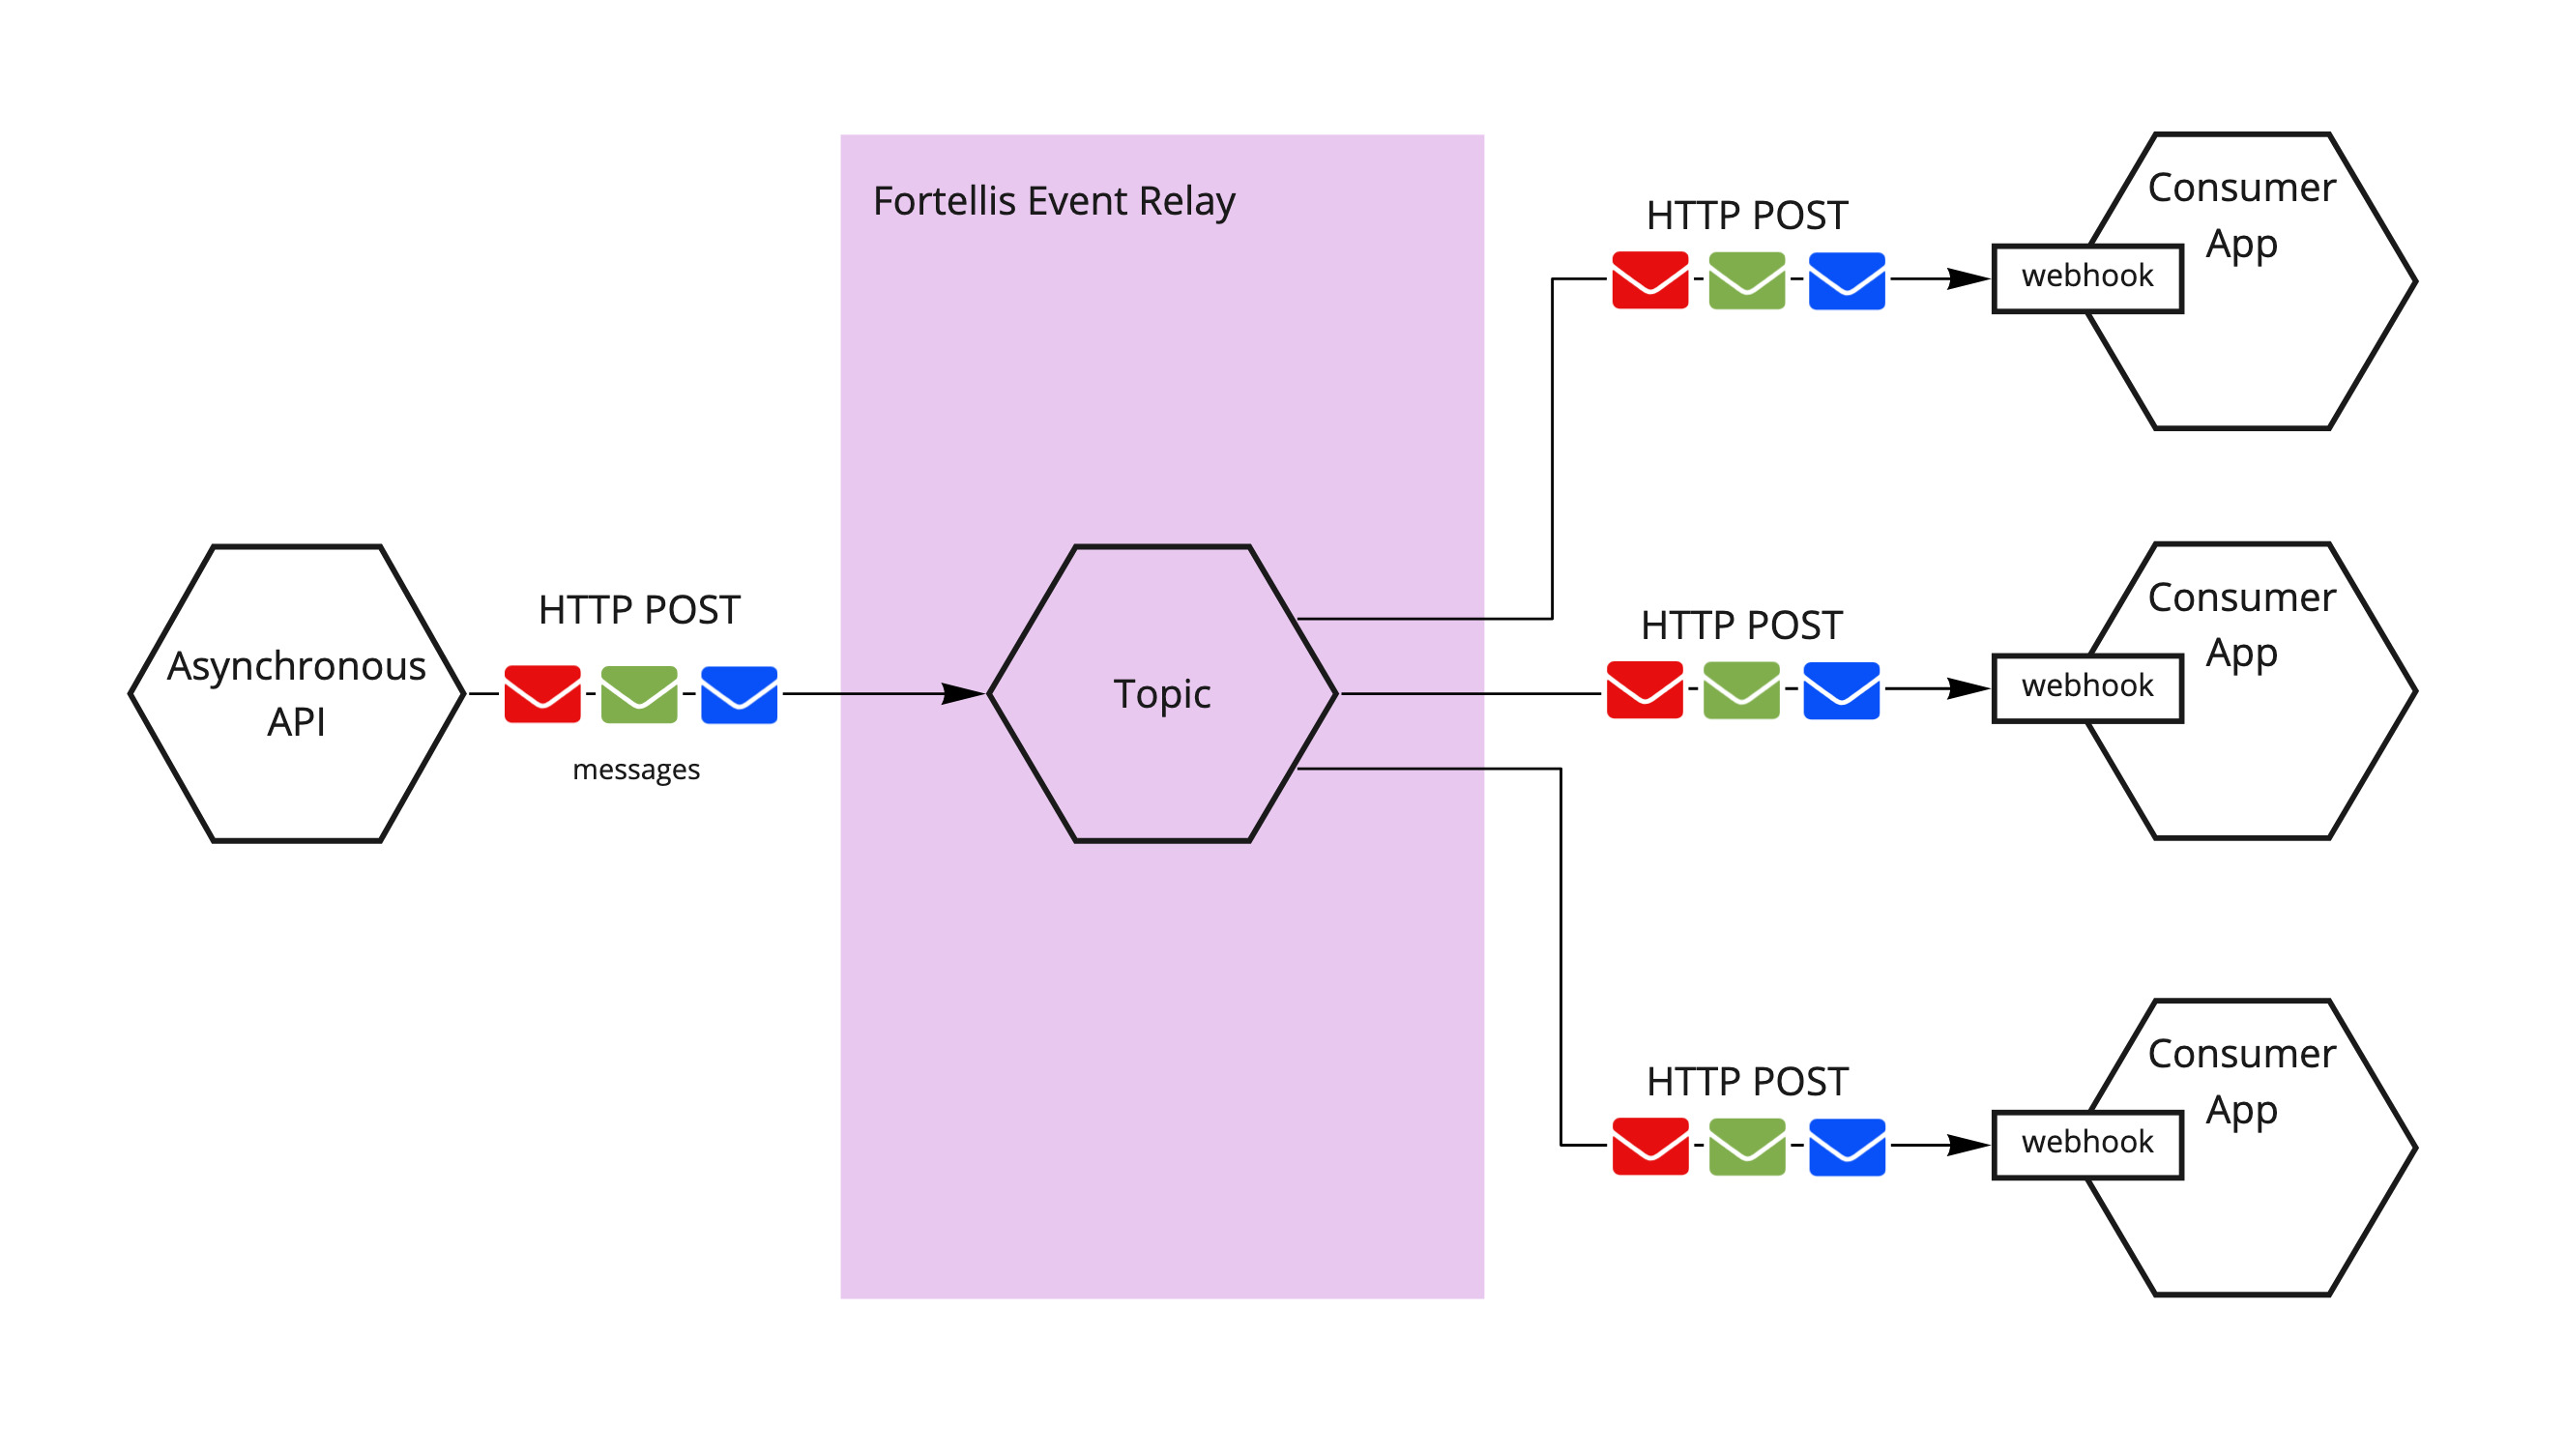 Fortellis Event Relay
Asynchronous
API
HTTP POST
messages
Topic
HTTP POST
Consumer
App
webhook
HTTP POST
Consumer
App
webhook
HTTP POST
Consumer
App
webhook